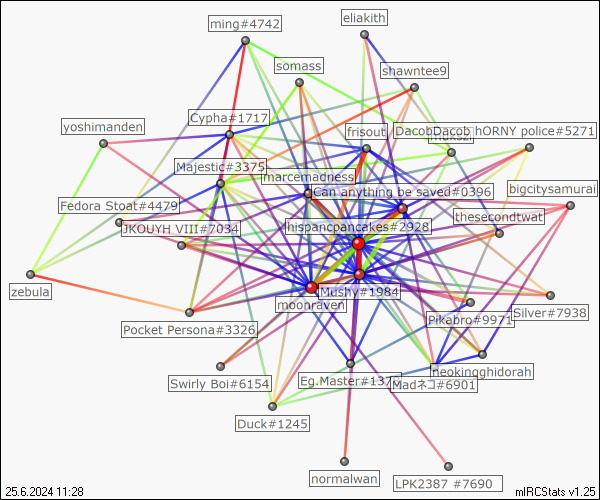 ming#4742
eliakith
somass
shawntee9
Cypha#1717
yoshimanden
frisout
DacobDacob
hORNY police#5271
Majestic#3375
marcemadness
Can anything be saved#0396
bigcitysamurai
Fedora Stoat#4479
thesecondtwat
JKOUYH VIII#7034
hispancpancakes#2928
zebula
Mushy#1984
moonraven
Pikabro#9971
Silver#7938
Pocket Persona#3326
neokingghidorah
Swirly Boi#6154
Eg.Master#1370
Madネコ#6901
Duck#1245
normalwan
LPK2387 #7690
25.6.2024 11:28
mIRCStats v1.25